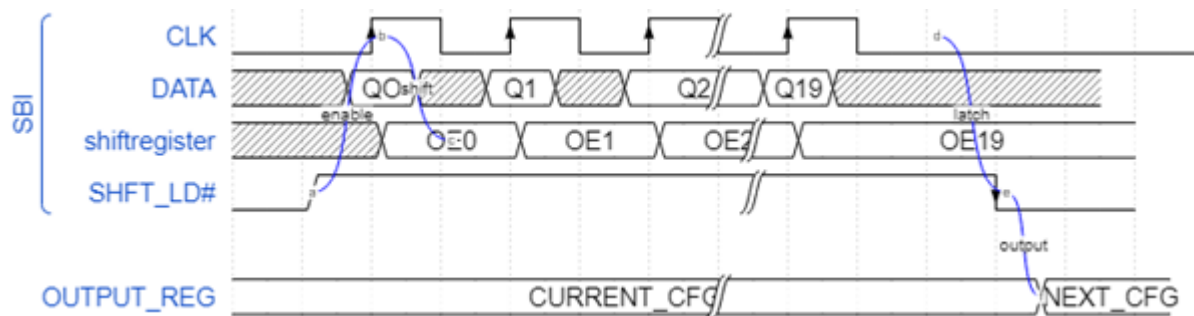 SBI
CLK b d
DATA QO shift Q1 Q2 Q19
enable latch
shiftregister OE0 OE1 OE2 OE19
SHFT_LD# a e
output
OUTPUT_REG CURRENT_CFG NEXT_CFG